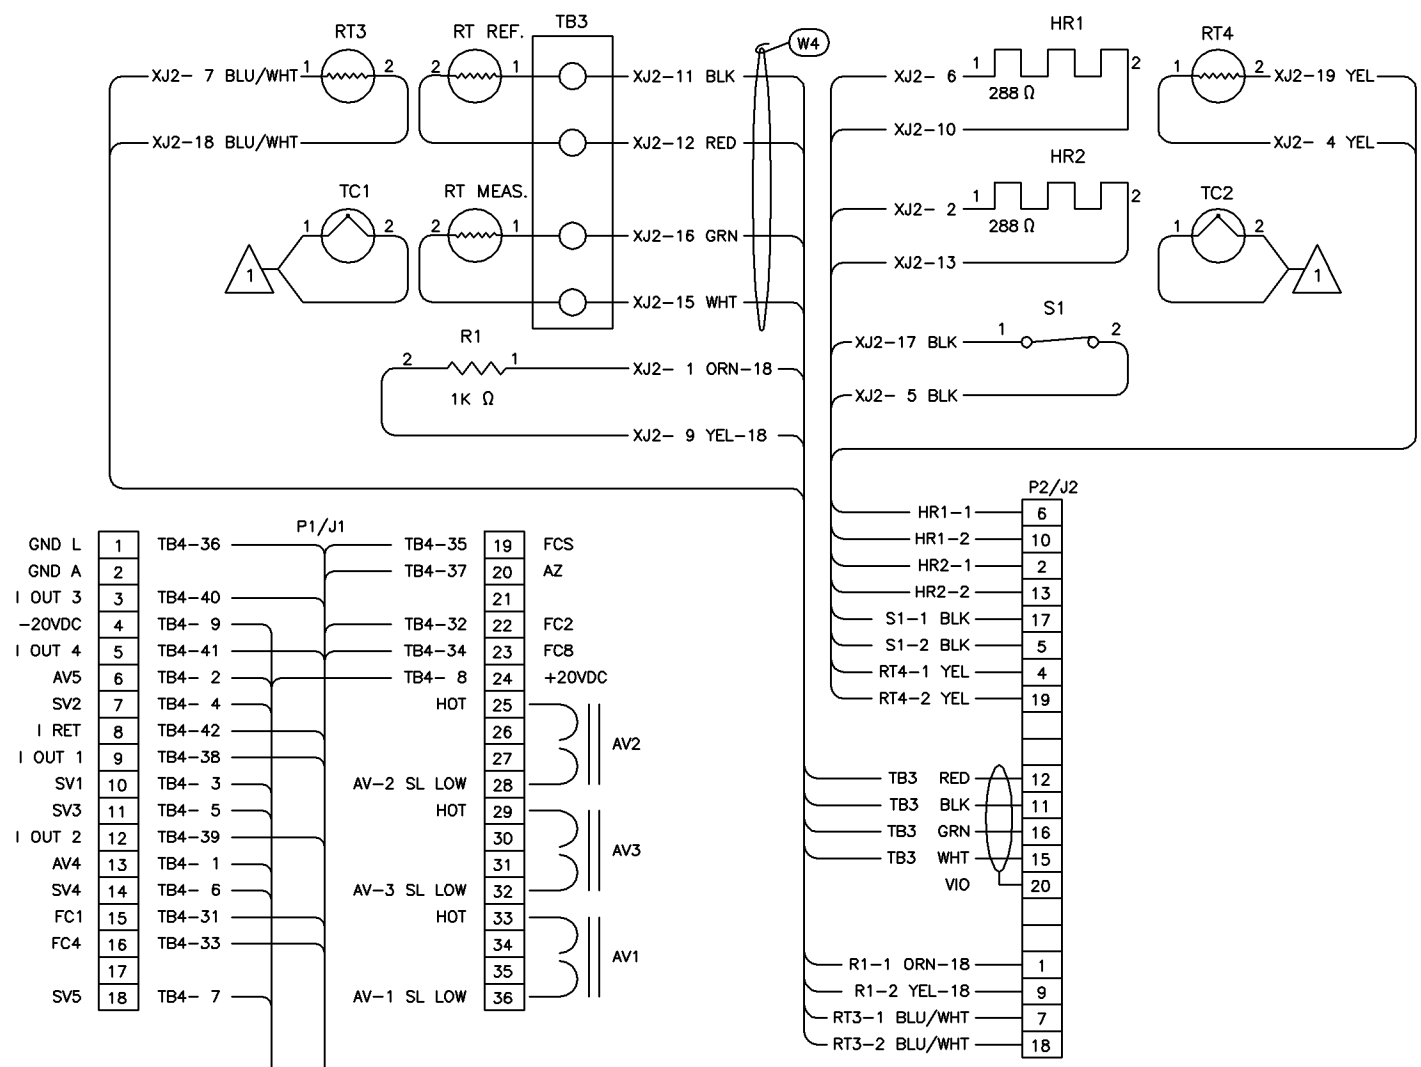 RT3
RT REF.
TB3
W4
HR1
RT4
XJ2- 7 BLU/WHT 1 2
2 1
XJ2-11 BLK
XJ2- 6 1 2
288 Ω
1 2 XJ2-19 YEL
XJ2-18 BLU/WHT
XJ2-12 RED
XJ2-10
XJ2- 4 YEL
HR2
TC1
RT MEAS.
TC2
XJ2- 2 1 2
288 Ω
1 2
2 1
XJ2-16 GRN
1 2
1
XJ2-13
1
XJ2-15 WHT
S1
R1
XJ2-17 BLK 1 2
2 1
XJ2- 1 ORN-18
1K Ω
XJ2- 5 BLK
XJ2- 9 YEL-18
P2/J2
HR1-1 6
HR1-2 10
HR2-1 2
HR2-2 13
S1-1 BLK 17
S1-2 BLK 5
RT4-1 YEL 4
RT4-2 YEL 19
TB3 RED 12
TB3 BLK 11
TB3 GRN 16
TB3 WHT 15
VIO 20
R1-1 ORN-18 1
R1-2 YEL-18 9
RT3-1 BLU/WHT 7
RT3-2 BLU/WHT 18
P1/J1
GND L 1 TB4-36
GND A 2
I OUT 3 3 TB4-40
-20VDC 4 TB4- 9
I OUT 4 5 TB4-41
AV5 6 TB4- 2
SV2 7 TB4- 4
I RET 8 TB4-42
I OUT 1 9 TB4-38
SV1 10 TB4- 3
SV3 11 TB4- 5
I OUT 2 12 TB4-39
AV4 13 TB4- 1
SV4 14 TB4- 6
FC1 15 TB4-31
FC4 16 TB4-33
17
SV5 18 TB4- 7
TB4-35 19 FCS
TB4-37 20 AZ
21
TB4-32 22 FC2
TB4-34 23 FC8
TB4- 8 24 +20VDC
HOT 25
26
AV2
27
AV-2 SL LOW 28
HOT 29
30
AV3
31
AV-3 SL LOW 32
HOT 33
34
AV1
35
AV-1 SL LOW 36